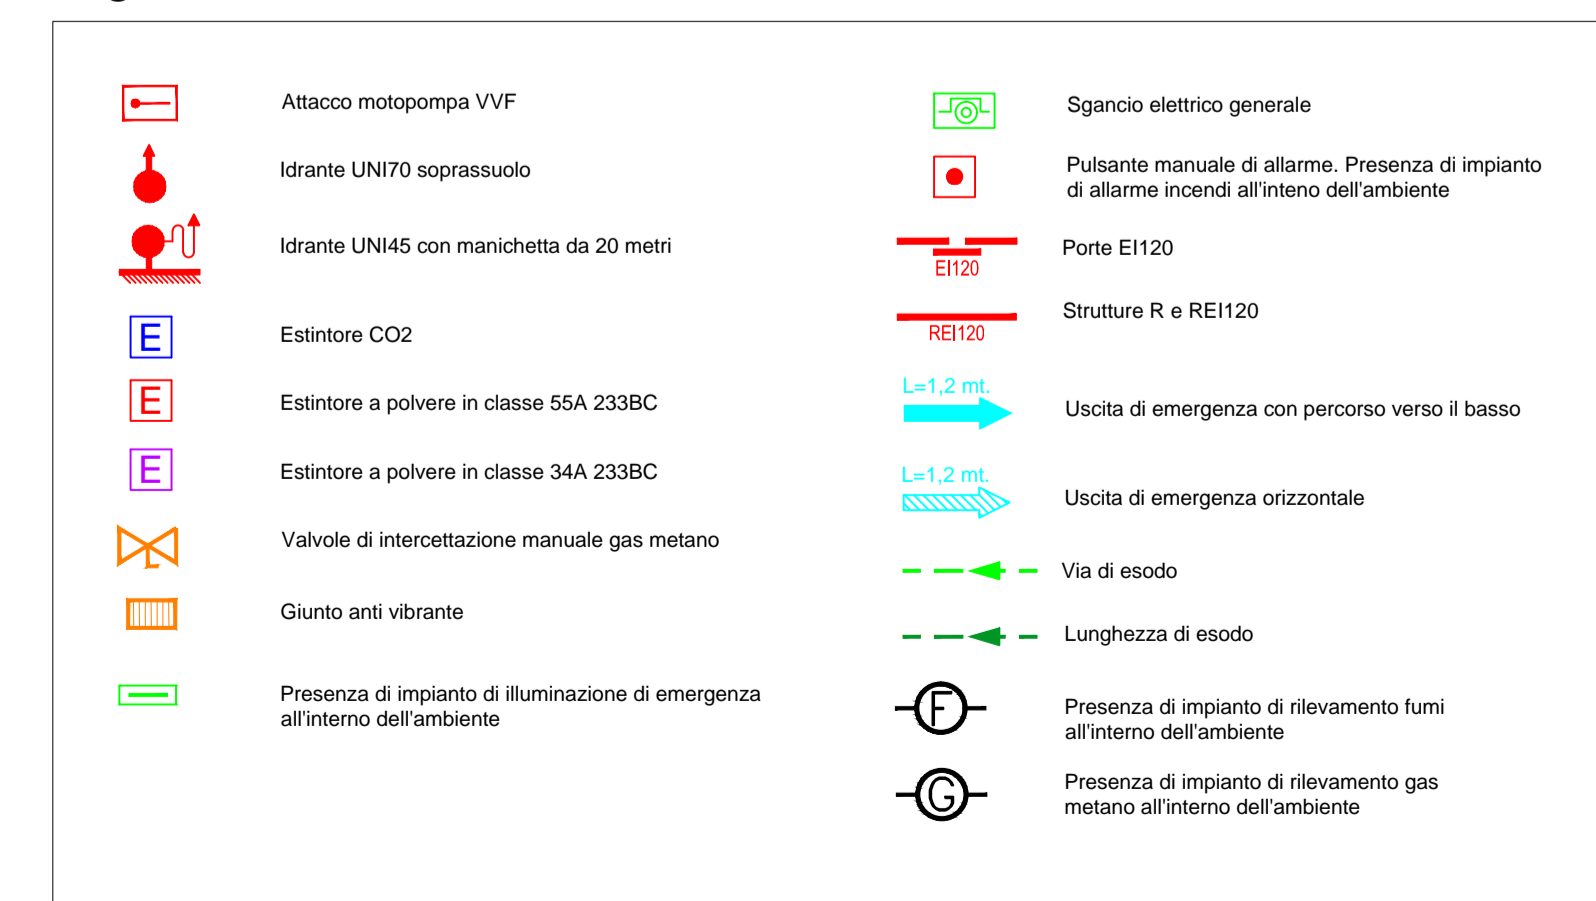 Attacco motopompa VVF
Idrante UNI70 soprassuolo
Idrante UNI45 con manichetta da 20 metri
E
Estintore CO2
E
Estintore a polvere in classe 55A 233BC
E
Estintore a polvere in classe 34A 233BC
Valvole di intercettazione manuale gas metano
Giunto anti vibrante
Presenza di impianto di illuminazione di emergenza
all'interno dell'ambiente
Sgancio elettrico generale
Pulsante manuale di allarme. Presenza di impianto
di allarme incendi all'inteno dell'ambiente
Porte EI120
EI120
Strutture R e REI120
REI120
L=1,2 mt.
Uscita di emergenza con percorso verso il basso
L=1,2 mt.
Uscita di emergenza orizzontale
Via di esodo
Lunghezza di esodo
F
Presenza di impianto di rilevamento fumi
all'interno dell'ambiente
G
Presenza di impianto di rilevamento gas
metano all'interno dell'ambiente